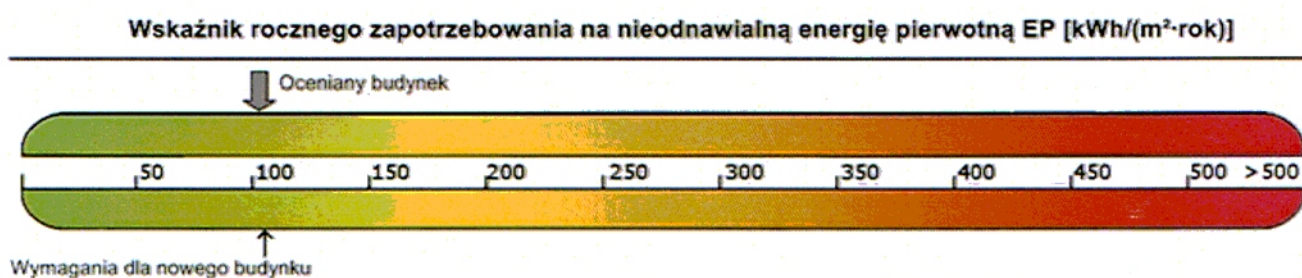 Wskaźnik rocznego zapotrzebowania na nieodnawialną energię pierwotną EP [kWh/(m²·rok)]
Oceniany budynek
50 100 150 200 250 300 350 400 450 500 >500
Wymagania dla nowego budynku